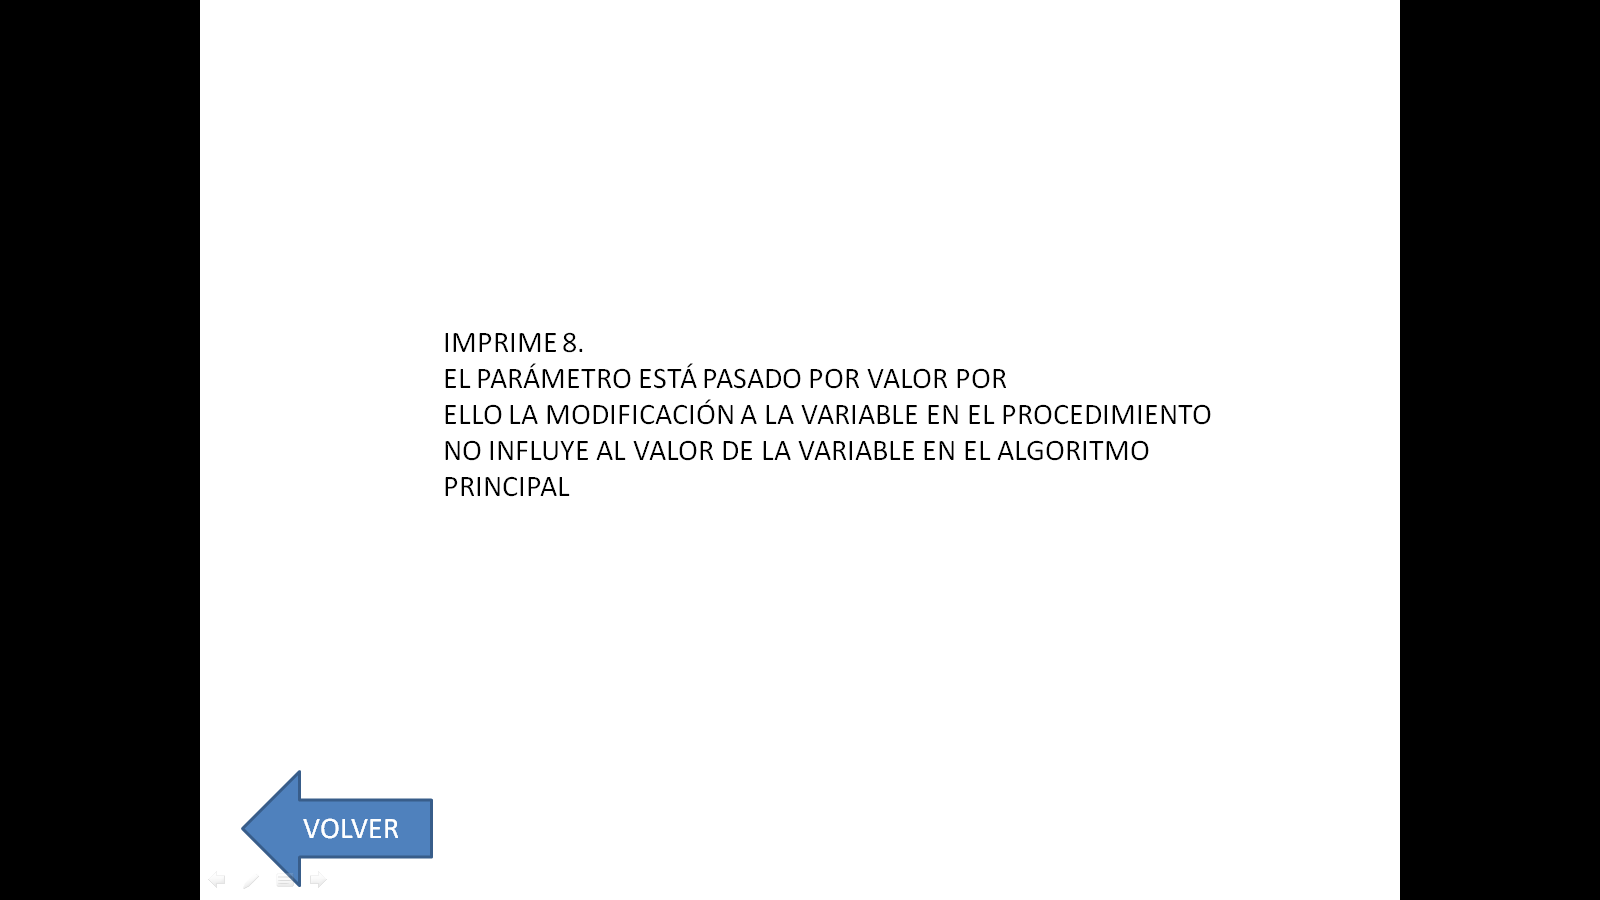 IMPRIME 8.
EL PARÁMETRO ESTÁ PASADO POR VALOR POR
ELLO LA MODIFICACIÓN A LA VARIABLE EN EL PROCEDIMIENTO
NO INFLUYE AL VALOR DE LA VARIABLE EN EL ALGORITMO
PRINCIPAL
VOLVER